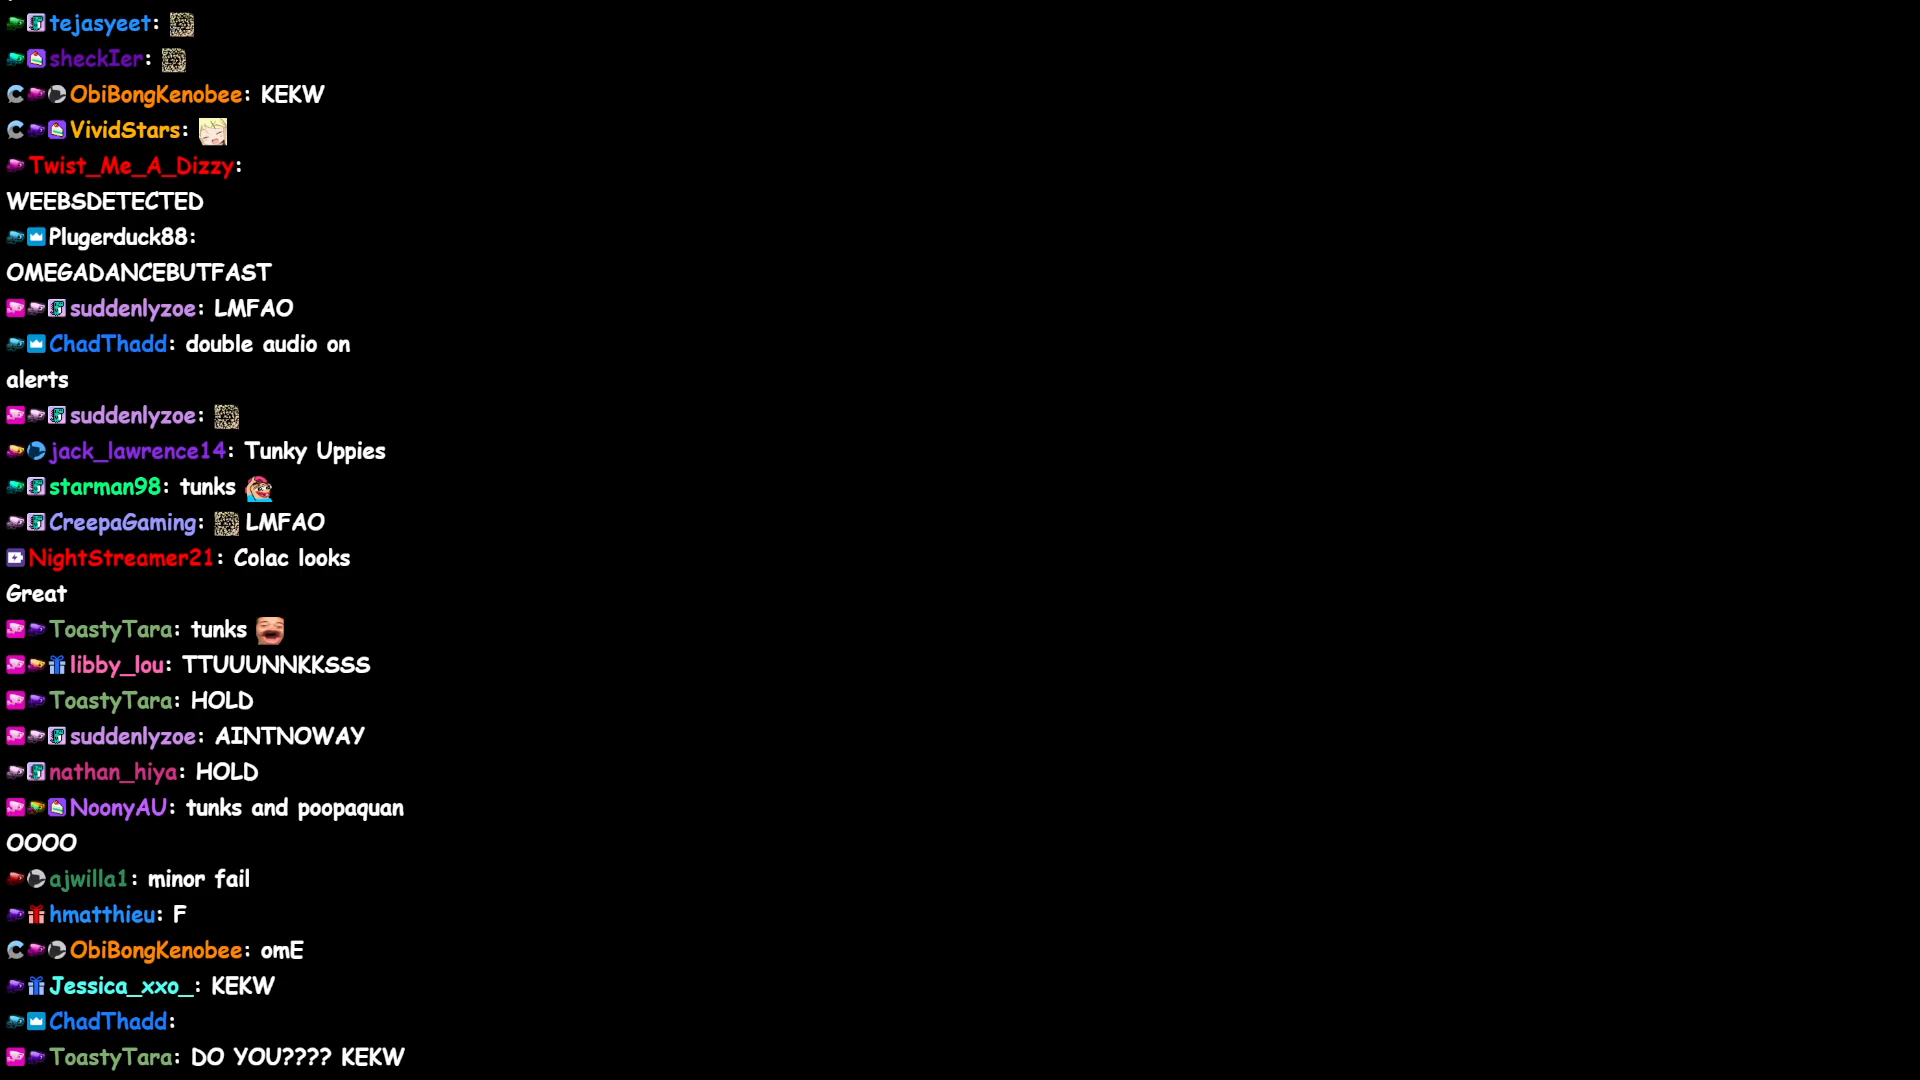 tejasyeet:
sheckIer:
ObiBongKenobee: KEKW
VividStars:
Twist_Me_A_Dizzy:
WEEBSDETECTED
Plugerduck88:
OMEGADANCEBUTFAST
suddenlyzoe: LMFAO
ChadThadd: double audio on
alerts
suddenlyzoe:
jack_lawrence14: Tunky Uppies
starman98: tunks
CreepaGaming: LMFAO
NightStreamer21: Colac looks
Great
ToastyTara: tunks
libby_lou: TTUUUNNKKSSS
ToastyTara: HOLD
suddenlyzoe: AINTNOWAY
nathan_hiya: HOLD
NoonyAU: tunks and poopaquan
OOOO
ajwilla1: minor fail
hmatthieu: F
ObiBongKenobee: omE
Jessica_xxo_: KEKW
ChadThadd:
ToastyTara: DO YOU???? KEKW